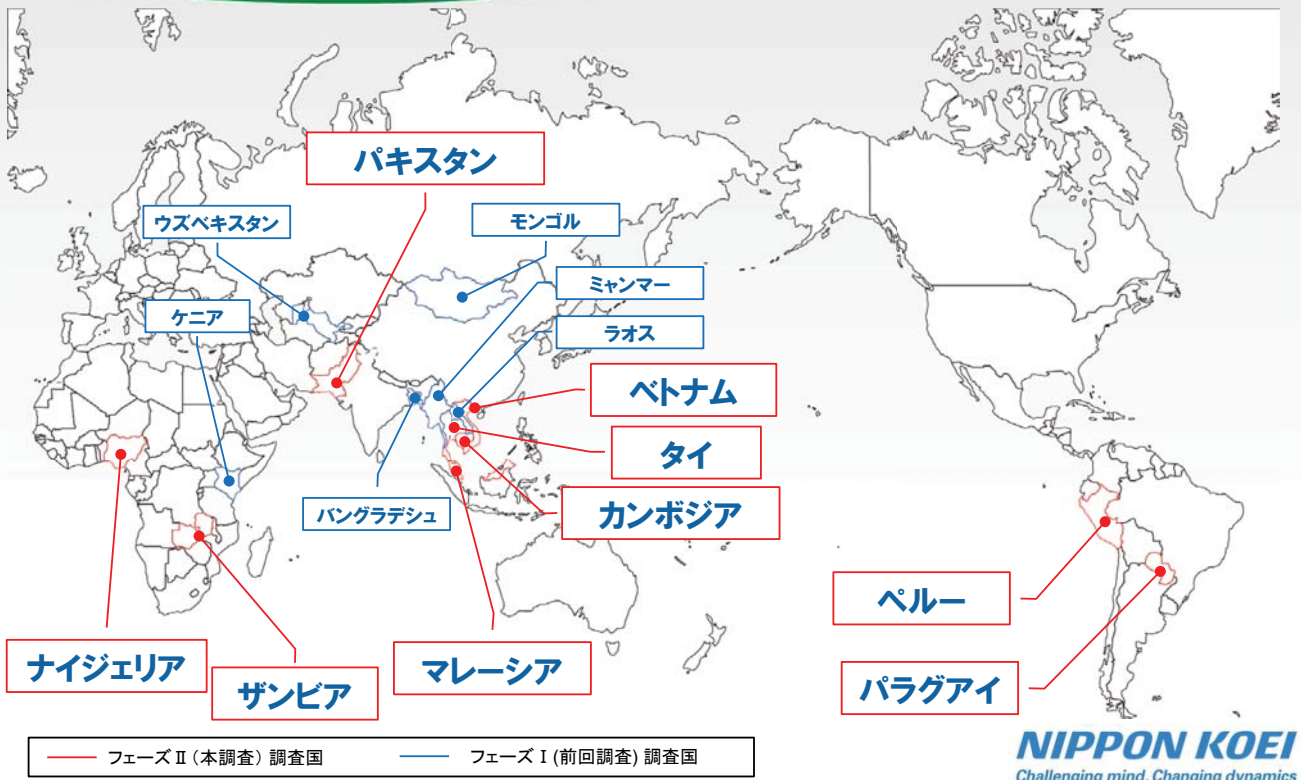 パキスタン
ウズベキスタン
モンゴル
ミャンマー
ケニア
ラオス
ベトナム
タイ
カンボジア
バングラデシュ
ペルー
ナイジェリア
ザンビア
マレーシア
パラグアイ
フェーズⅡ(本調査)調査国 フェーズⅠ(前回調査)調査国
NIPPON KOEI
Challenging mind, Changing dynamics